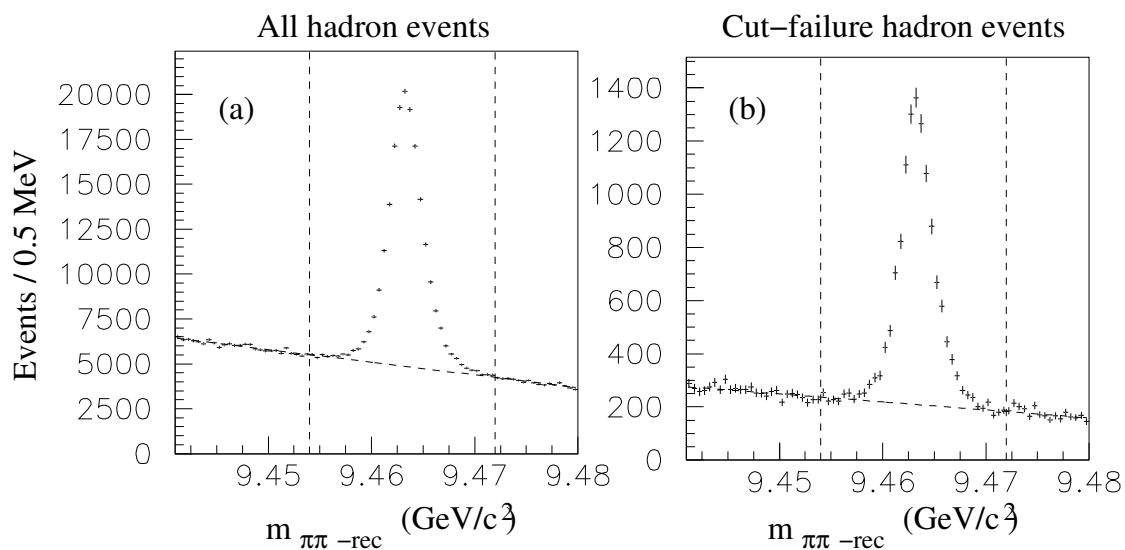 All hadron events
Cut-failure hadron events
(a)
(b)
Events / 0.5 MeV
20000
17500
15000
12500
10000
7500
5000
2500
0
1400
1200
1000
800
600
400
200
0
9.45 9.46 9.47 9.48
9.45 9.46 9.47 9.48
m ππ -rec (GeV/c²)
m ππ -rec (GeV/c²)